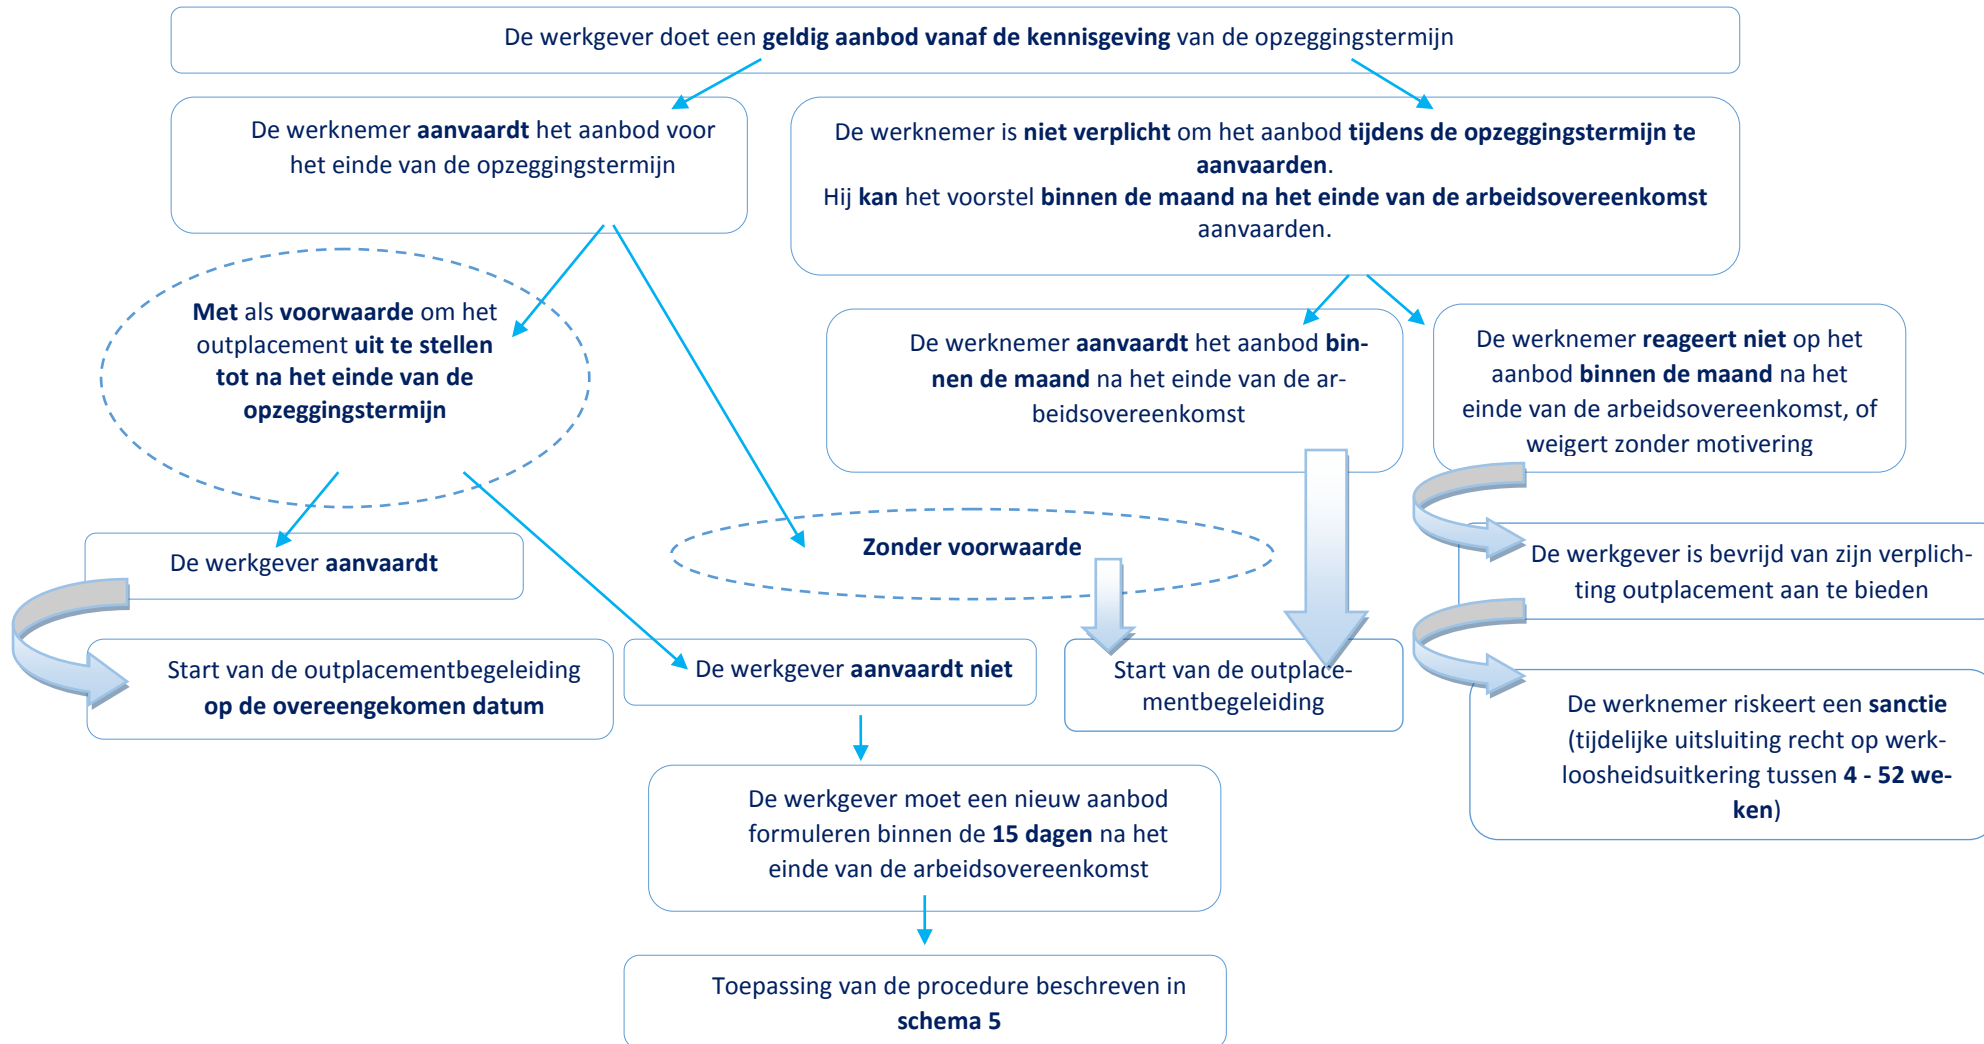 De werkgever doet een geldig aanbod vanaf de kennisgeving van de opzeggingstermijn
De werknemer aanvaardt het aanbod voor
het einde van de opzeggingstermijn
De werknemer is niet verplicht om het aanbod tijdens de opzeggingstermijn te
aanvaarden.
Hij kan het voorstel binnen de maand na het einde van de arbeidsovereenkomst
aanvaarden.
Met als voorwaarde om het
outplacement uit te stellen
tot na het einde van de
opzeggingstermijn
De werknemer aanvaardt het aanbod bin-
nen de maand na het einde van de ar-
beidsovereenkomst
De werknemer reageert niet op het
aanbod binnen de maand na het
einde van de arbeidsovereenkomst, of
weigert zonder motivering
De werkgever aanvaardt
Zonder voorwaarde
De werkgever is bevrijd van zijn verplich-
ting outplacement aan te bieden
Start van de outplacementbegeleiding
op de overeengekomen datum
De werkgever aanvaardt niet
Start van de outplace-
mentbegeleiding
De werknemer riskeert een sanctie
(tijdelijke uitsluiting recht op werk-
loosheidsuitkering tussen 4 - 52 we-
ken)
De werkgever moet een nieuw aanbod
formuleren binnen de 15 dagen na het
einde van de arbeidsovereenkomst
Toepassing van de procedure beschreven in
schema 5